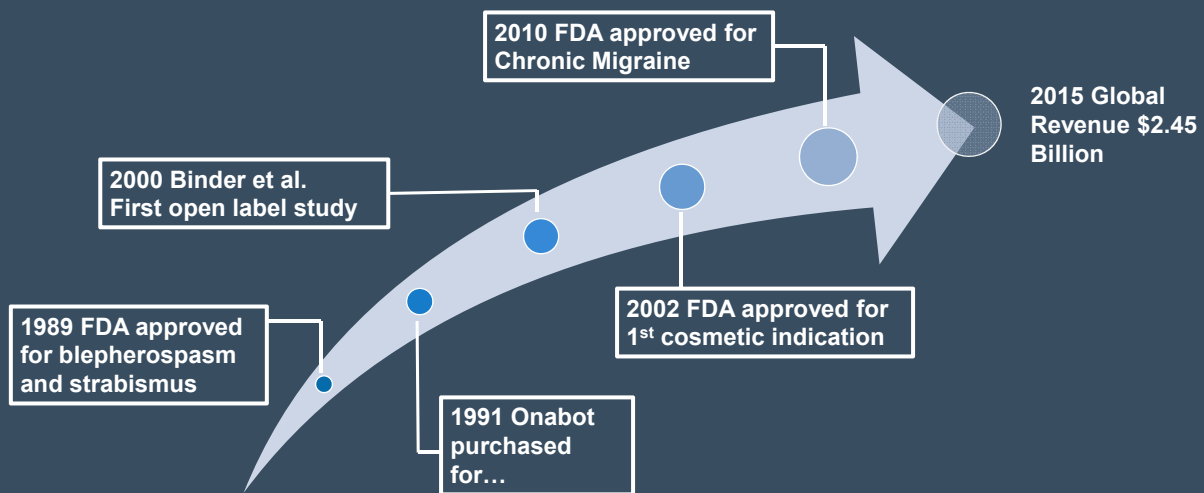 2010 FDA approved for
Chronic Migraine
2015 Global
Revenue $2.45
Billion
2000 Binder et al.
First open label study
2002 FDA approved for
1st cosmetic indication
1989 FDA approved
for blepherospasm
and strabismus
1991 Onabot
purchased
for…